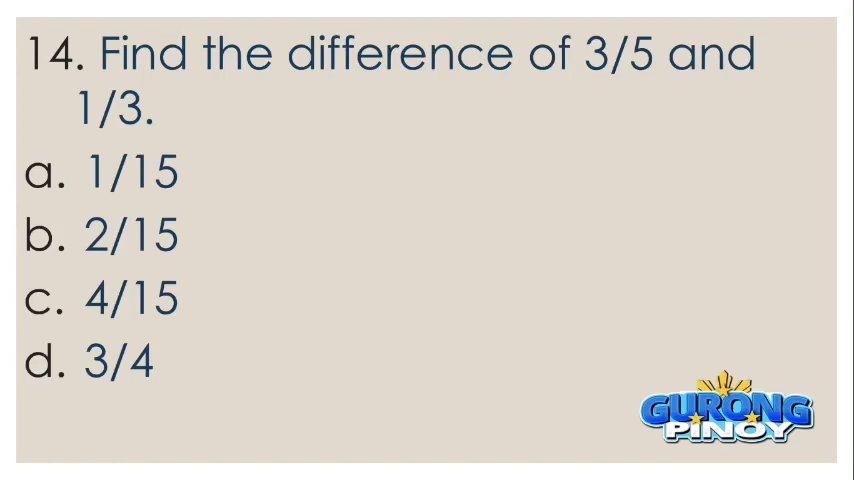 14. Find the difference of 3/5 and
1/3.
a. 1/15
b. 2/15
c. 4/15
d. 3/4
GURONG
PINOY